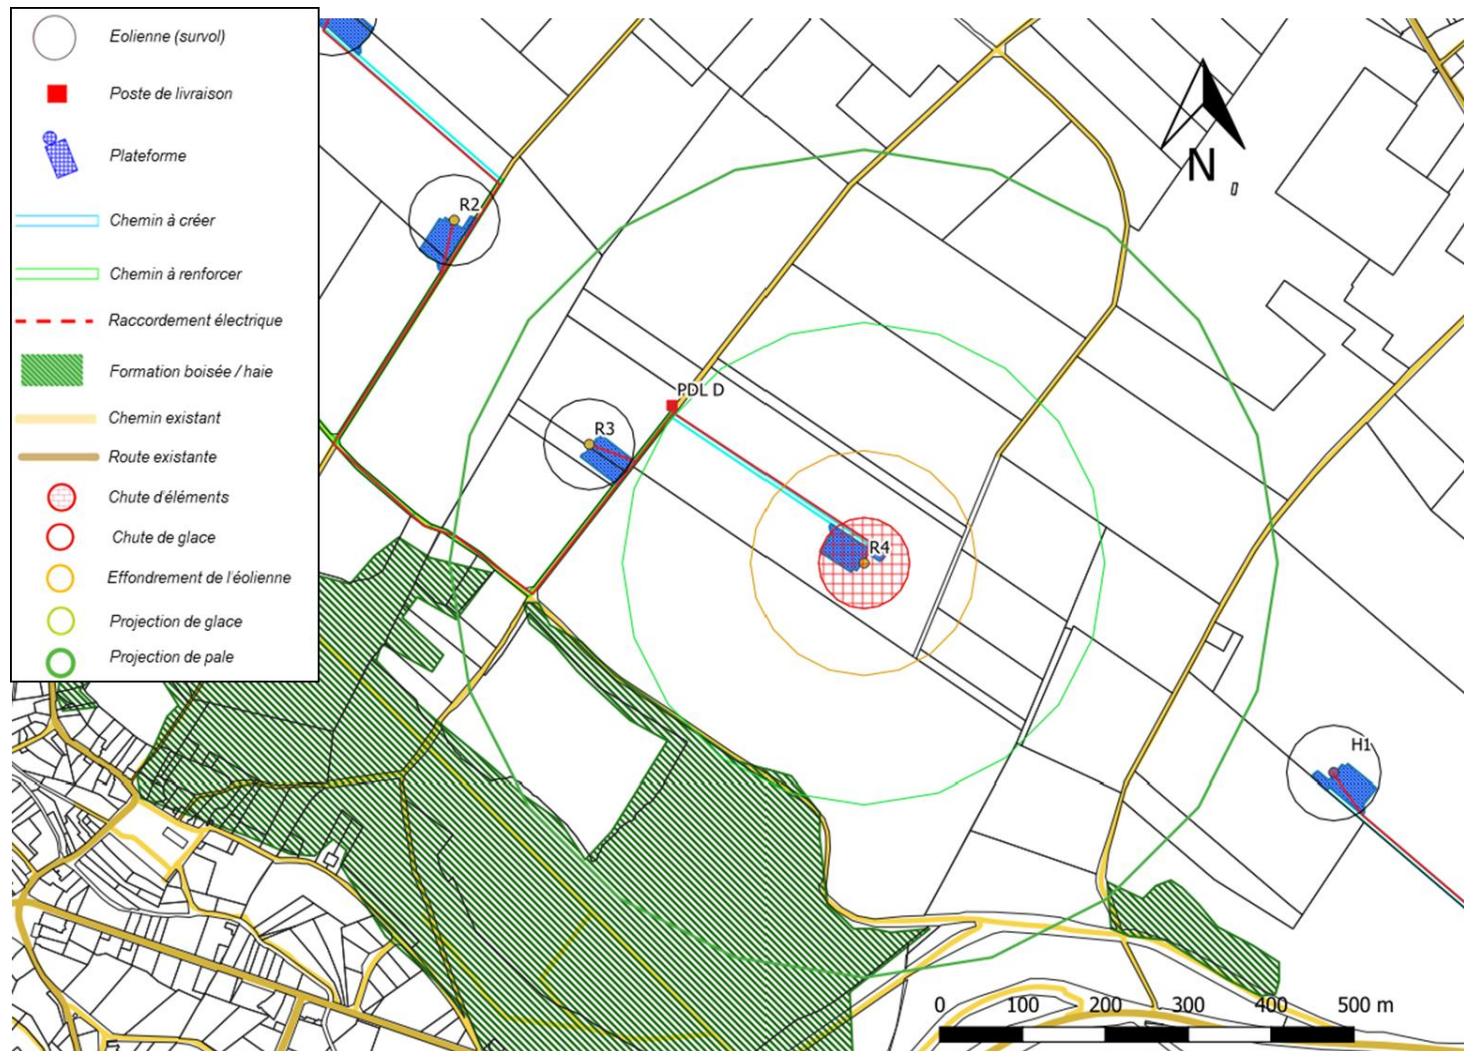 Eolienne (survol)
Poste de livraison
Plateforme
Chemin à créer
Chemin à renforcer
Raccordement électrique
Formation boisée / haie
Chemin existant
Route existante
Chute d'éléments
Chute de glace
Effondrement de l'éolienne
Projection de glace
Projection de pale
N
R2
PDL D
R3
R4
H1
0 100 200 300 400 500 m